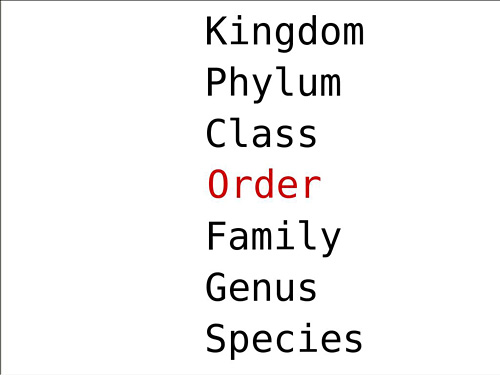 Kingdom
Phylum
Class
Order
Family
Genus
Species